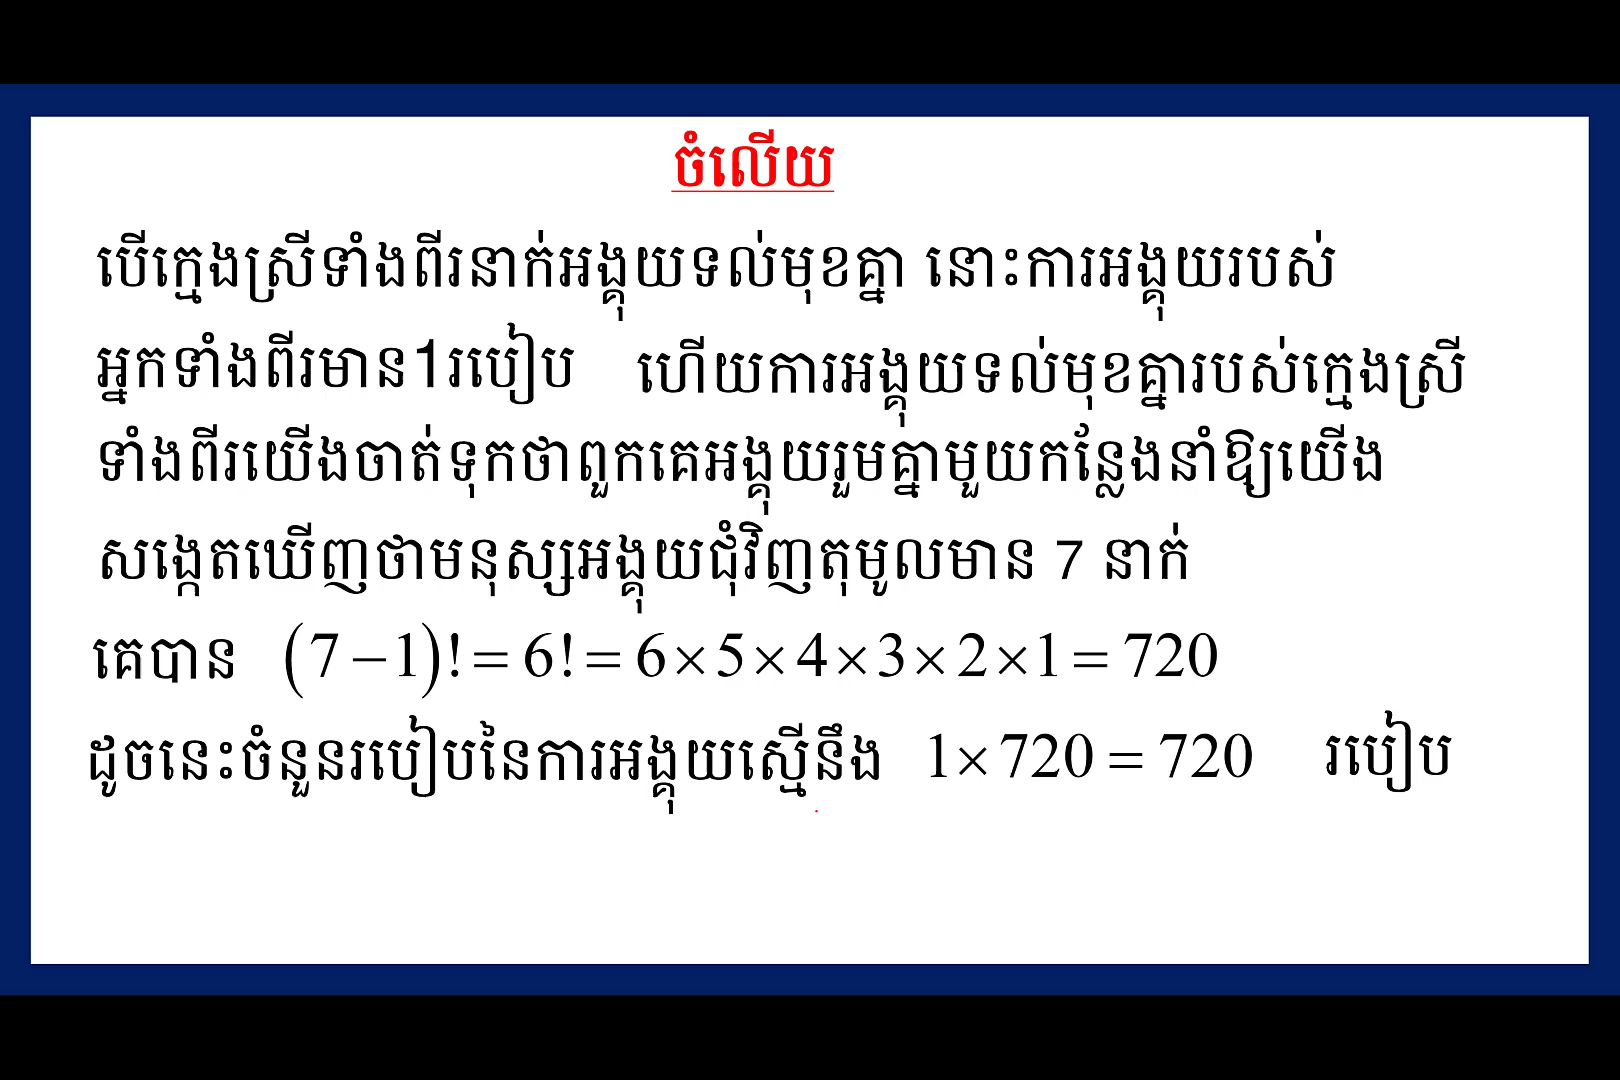 ចំលើយ
បើក្មេងស្រីទាំងពីរនាក់អង្គុយទល់មុខគ្នា នោះការអង្គុយរបស់
អ្នកទាំងពីរមាន1របៀប ហើយការអង្គុយទល់មុខគ្នារបស់ក្មេងស្រី
ទាំងពីរយើងចាត់ទុកថាពួកគេអង្គុយរួមគ្នាមួយកន្លែងនាំឱ្យយើង
សង្កេតឃើញថាមនុស្សអង្គុយជុំវិញតុមូលមាន 7 នាក់
គេបាន (7−1)!=6!=6×5×4×3×2×1=720
ដូចនេះចំនួនរបៀបនៃការអង្គុយស្មើនឹង 1×720=720 របៀប